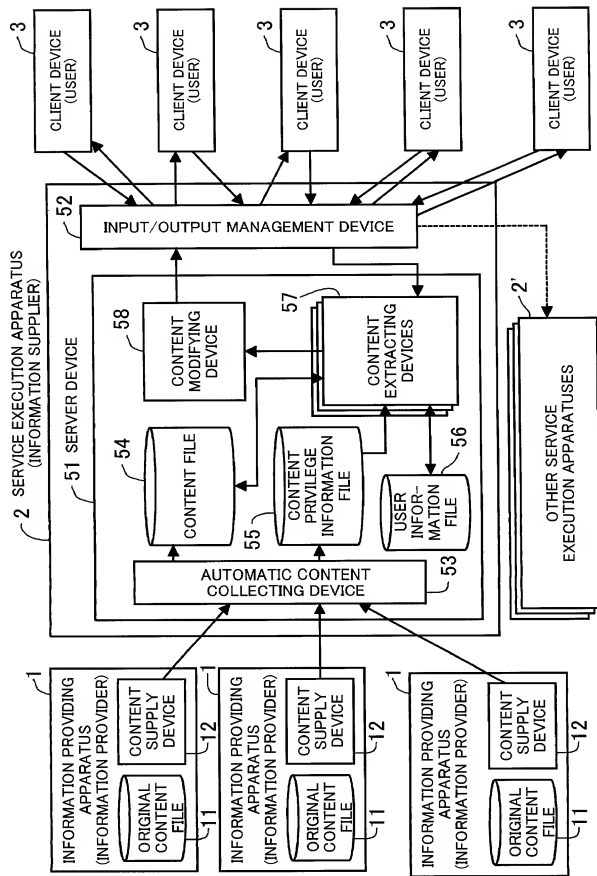 1
INFORMATION PROVIDING
APPARATUS
(INFORMATION PROVIDER)
ORIGINAL
CONTENT
FILE
11
CONTENT
SUPPLY
DEVICE
12
1
INFORMATION PROVIDING
APPARATUS
(INFORMATION PROVIDER)
ORIGINAL
CONTENT
FILE
11
CONTENT
SUPPLY
DEVICE
12
1
INFORMATION PROVIDING
APPARATUS
(INFORMATION PROVIDER)
ORIGINAL
CONTENT
FILE
11
CONTENT
SUPPLY
DEVICE
12
2 SERVICE EXECUTION APPARATUS
(INFORMATION SUPPLIER)
51 SERVER DEVICE
AUTOMATIC CONTENT
COLLECTING DEVICE
53
54
CONTENT FILE
55
CONTENT
PRIVILEGE
INFORMATION
FILE
USER
INFOR-
MATION
FILE
56
58
CONTENT
MODIFYING
DEVICE
57
CONTENT
EXTRACTING
DEVICES
52
INPUT/OUTPUT MANAGEMENT DEVICE
2'
OTHER SERVICE
EXECUTION APPARATUSES
3
CLIENT DEVICE
(USER)
3
CLIENT DEVICE
(USER)
3
CLIENT DEVICE
(USER)
3
CLIENT DEVICE
(USER)
3
CLIENT DEVICE
(USER)